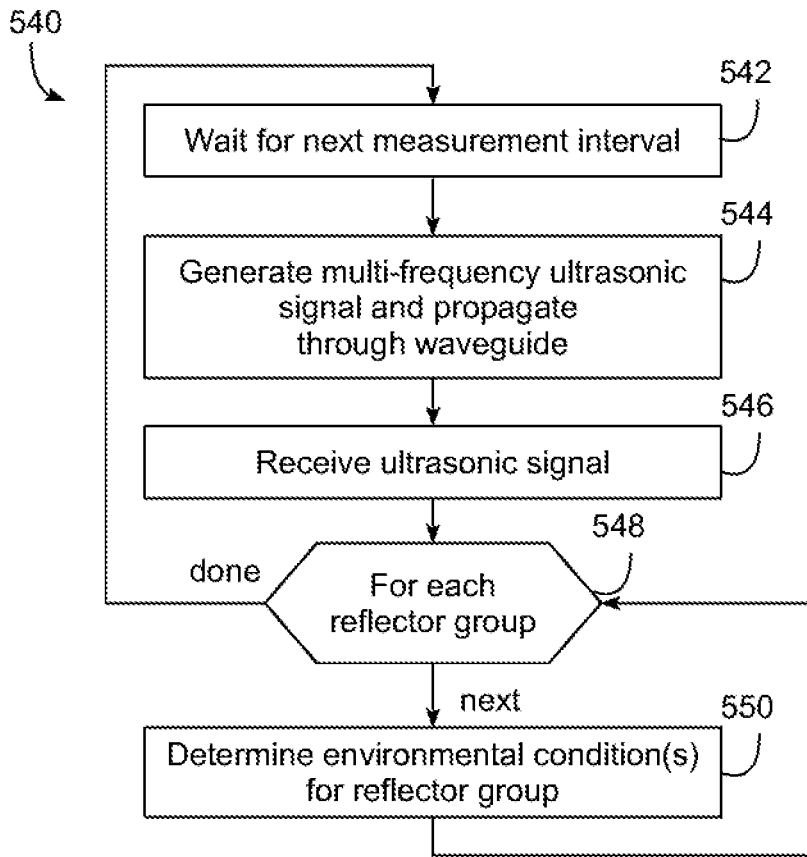 540
542
Wait for next measurement interval
544
Generate multi-frequency ultrasonic
signal and propagate
through waveguide
546
Receive ultrasonic signal
548
done
For each
reflector group
next
550
Determine environmental condition(s)
for reflector group